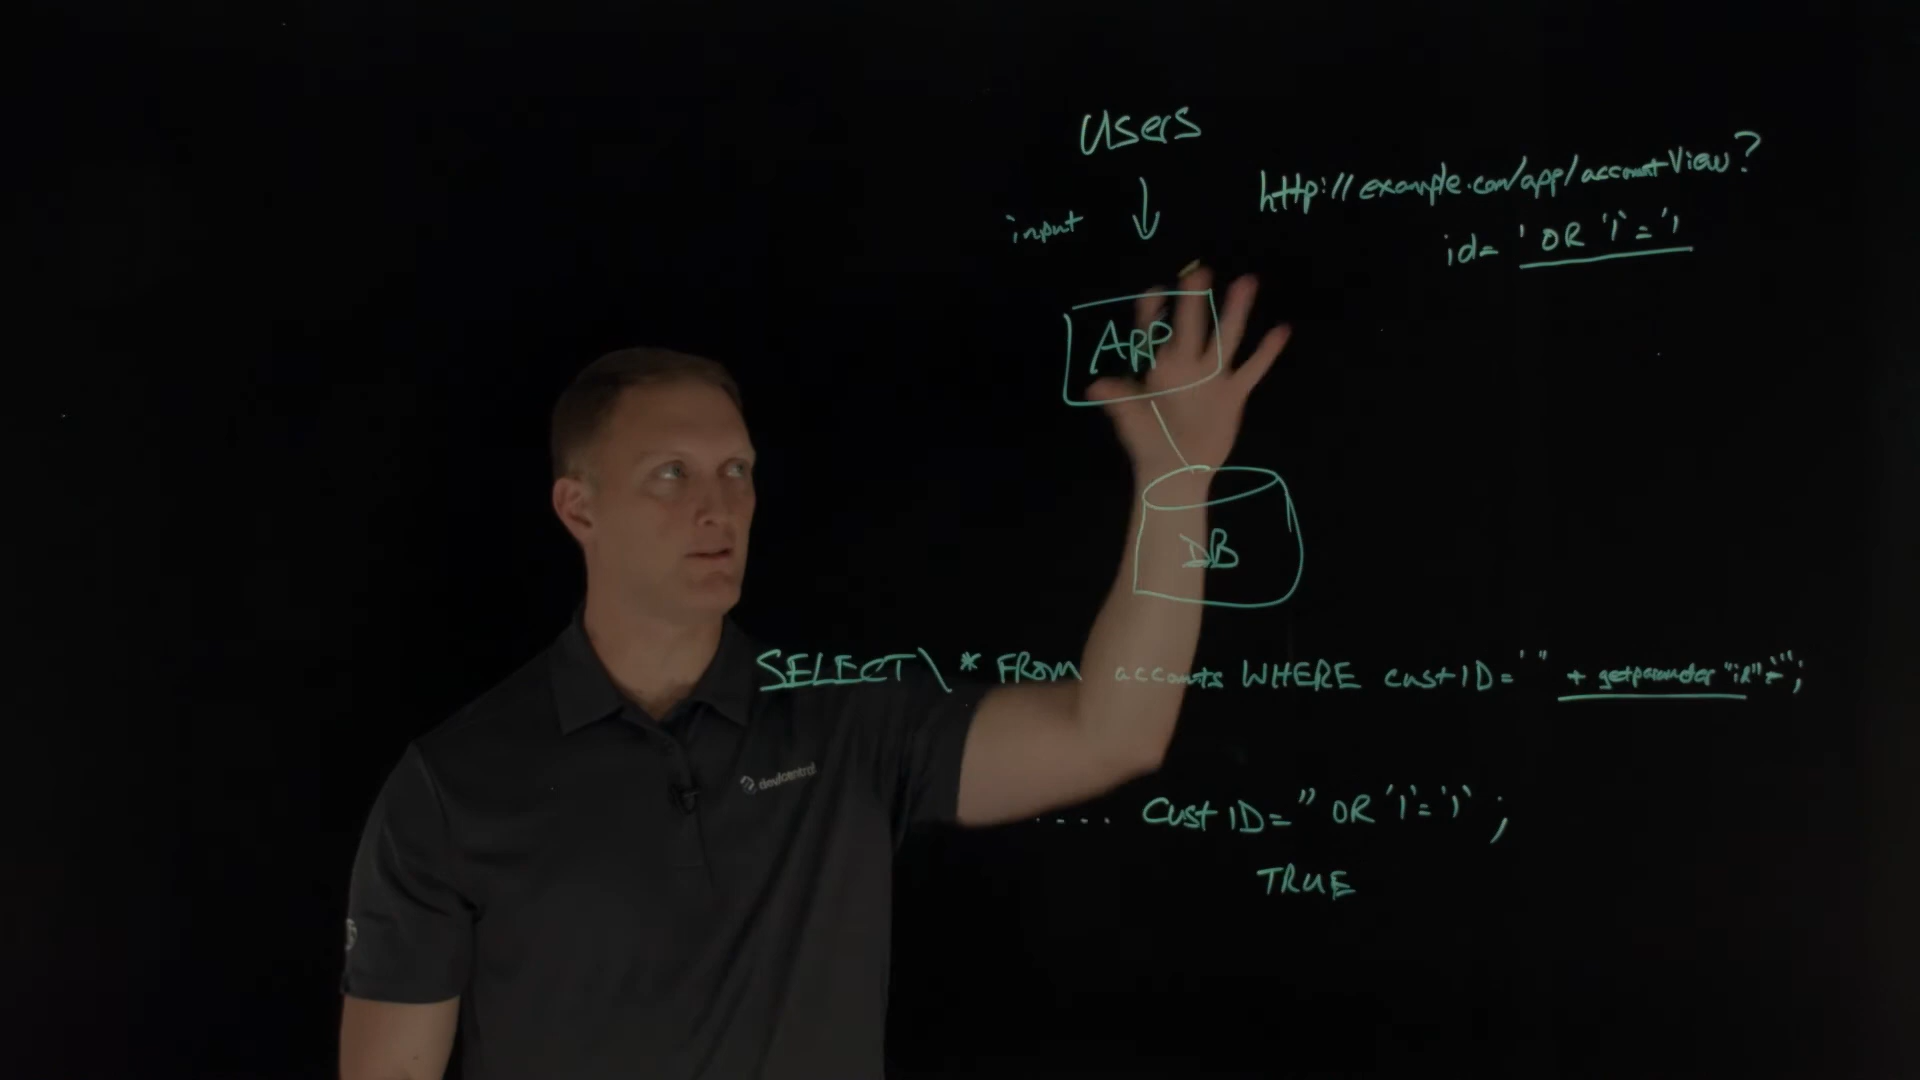 Users
http://example.com/app/accountView?
input
id= ' OR '1'='1
APP
DB
SELECT \ * FROM accounts WHERE custID=' " + getparameter "id" + "'";
devcentral
.... Cust ID='' OR '1'='1' ;
TRUE